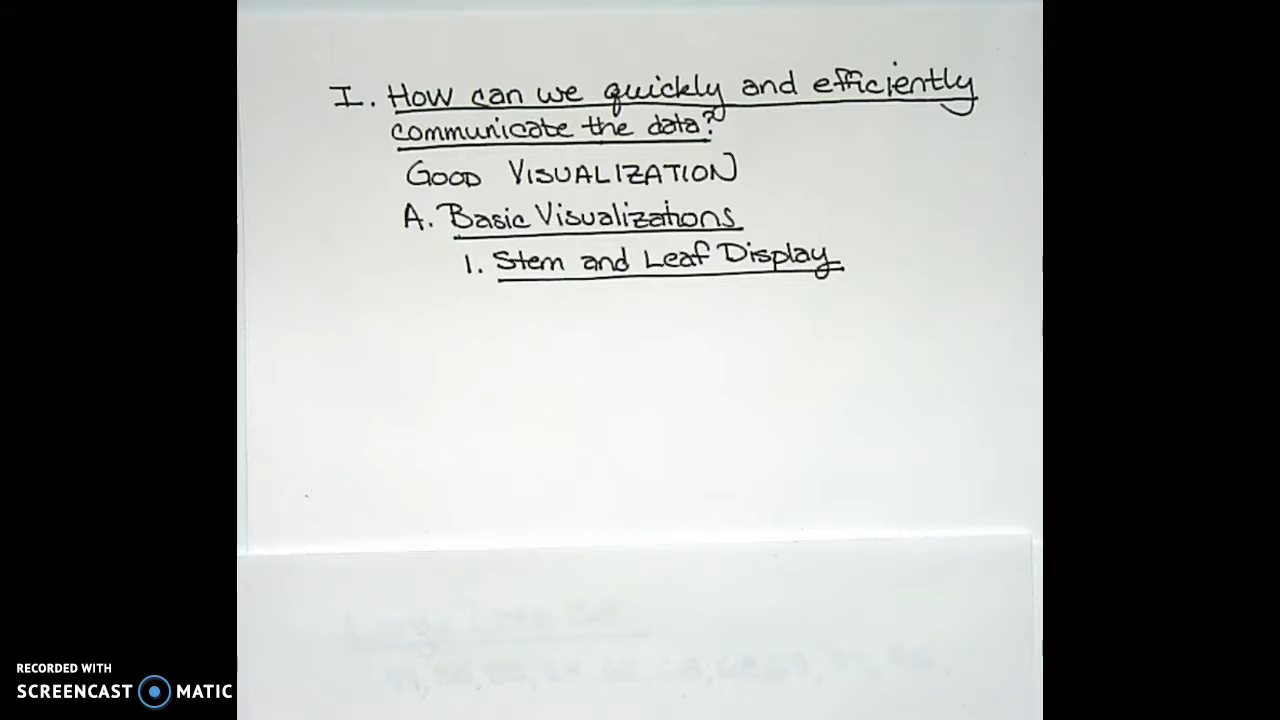 I. How can we quickly and efficiently
communicate the data?
GOOD VISUALIZATION
A. Basic Visualizations
1. Stem and Leaf Display
RECORDED WITH
SCREENCAST MATIC